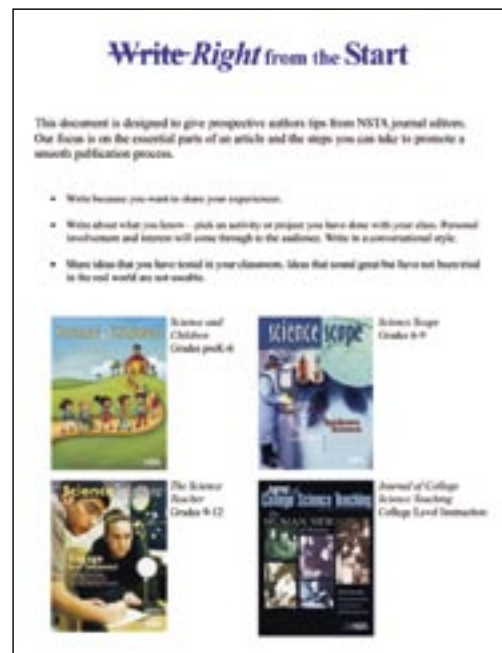 Write Right from the Start
This document is designed to give prospective authors tips from NSTA journal editors.
Our focus is on the essential parts of an article and the steps you can take to promote a
smooth publication process.
• Write because you want to share your experiences.
• Write about what you know – pick an activity or project you have done with your class. Personal
involvement and interest will come through to the audience. Write in a conversational style.
• Share ideas that you have tested in your classroom. Ideas that sound great but have not been tried
in the real world are not useable.
Science and
Children
Grades preK-6
Science Scope
Grades 6-9
Science and Children
science scope
The Science
Teacher
Grades 9-12
Journal of College
Science Teaching
College Level Instruction
Science
College Science Teaching